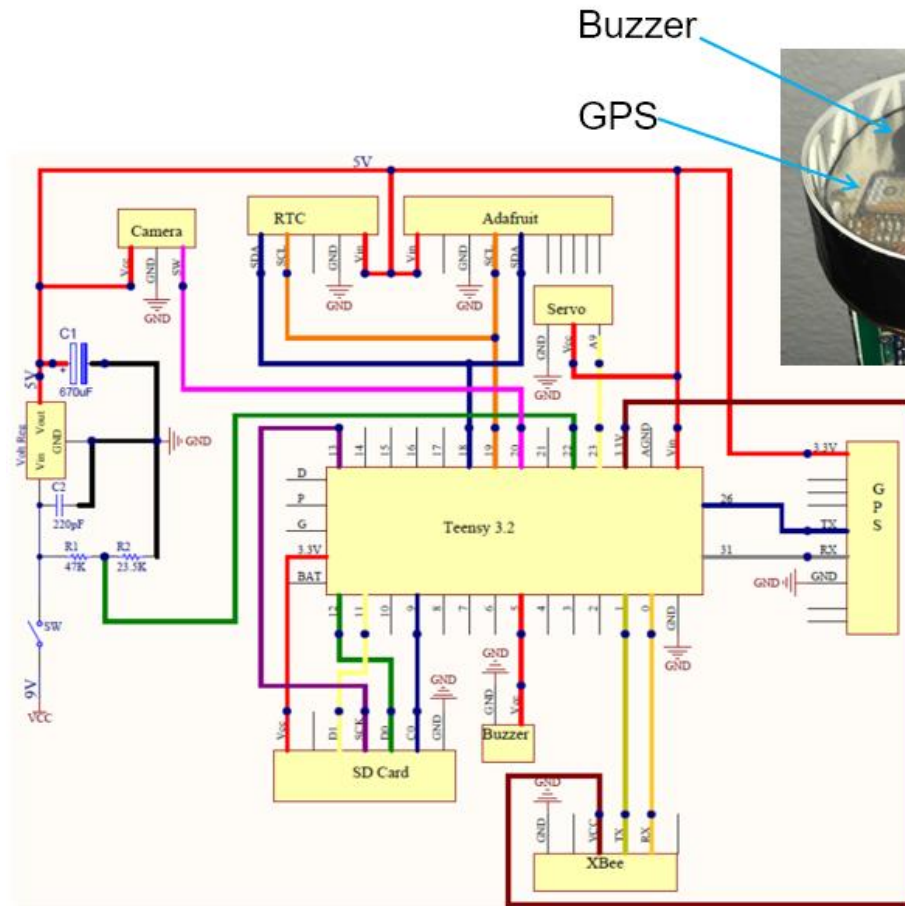 Buzzer
GPS
5V
Camera
Vcc
GND
SW
GND
RTC
SDA
SCL
GND
Vin
GND
Adafruit
Vin
GND
SCL
SDA
GND
Servo
GND
Vcc
A9
GND
C1
+
670uF
5V
Volt Reg
Vout
GND
Vin
GND
C2
220pF
R1
47K
R2
23.5K
SW
9V
VCC
13
14
15
16
17
18
19
20
21
22
23
3.3V
AGND
Vin
D
P
G
3.3V
BAT
Teensy 3.2
26
31
12
11
10
9
8
7
6
5
4
3
2
1
0
GND
GND
3.3V
TX
RX
GND
GND
GPS
Vcc
D1
SCK
D0
C0
GND
GND
SD Card
GND
GND
Vcc
Buzzer
GND
GND
VCC
TX
RX
XBee